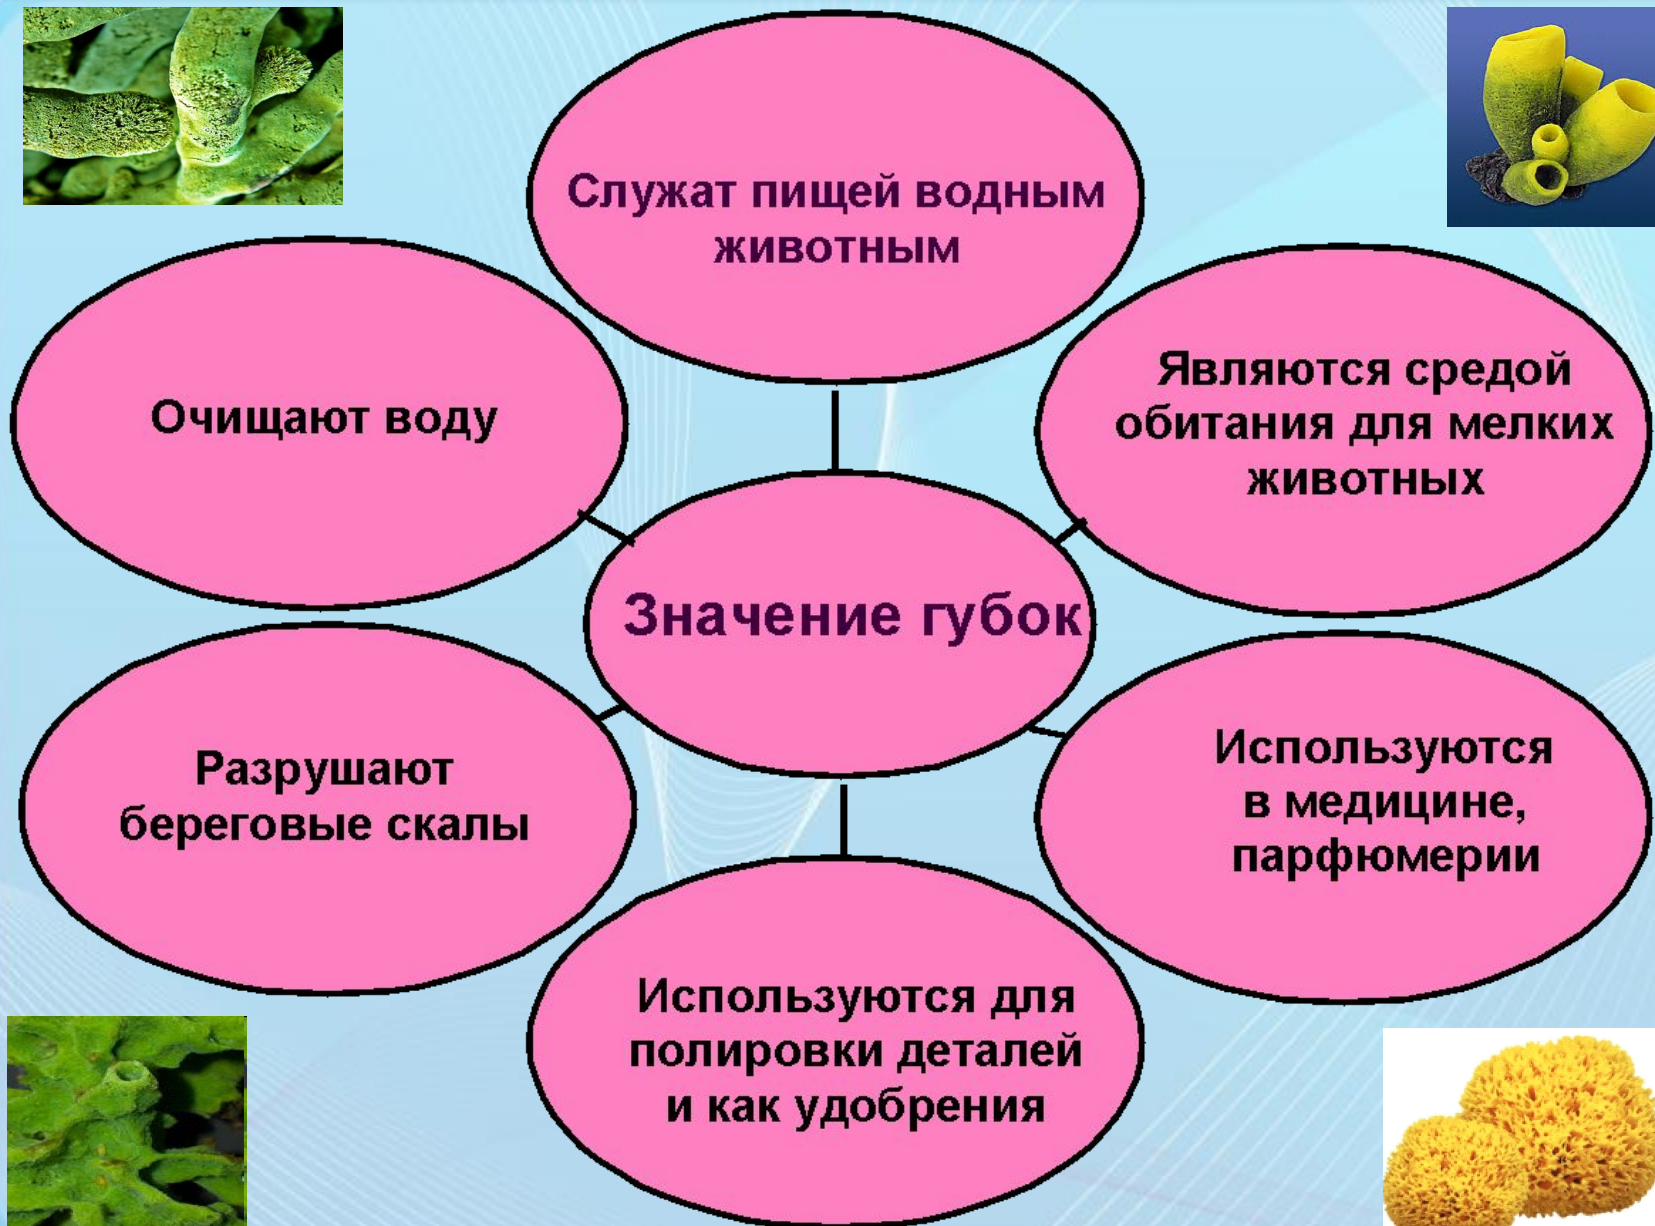 Служат пищей водным
животным
Очищают воду
Являются средой
обитания для мелких
животных
Значение губок
Разрушают
береговые скалы
Используются
в медицине,
парфюмерии
Используются для
полировки деталей
и как удобрения